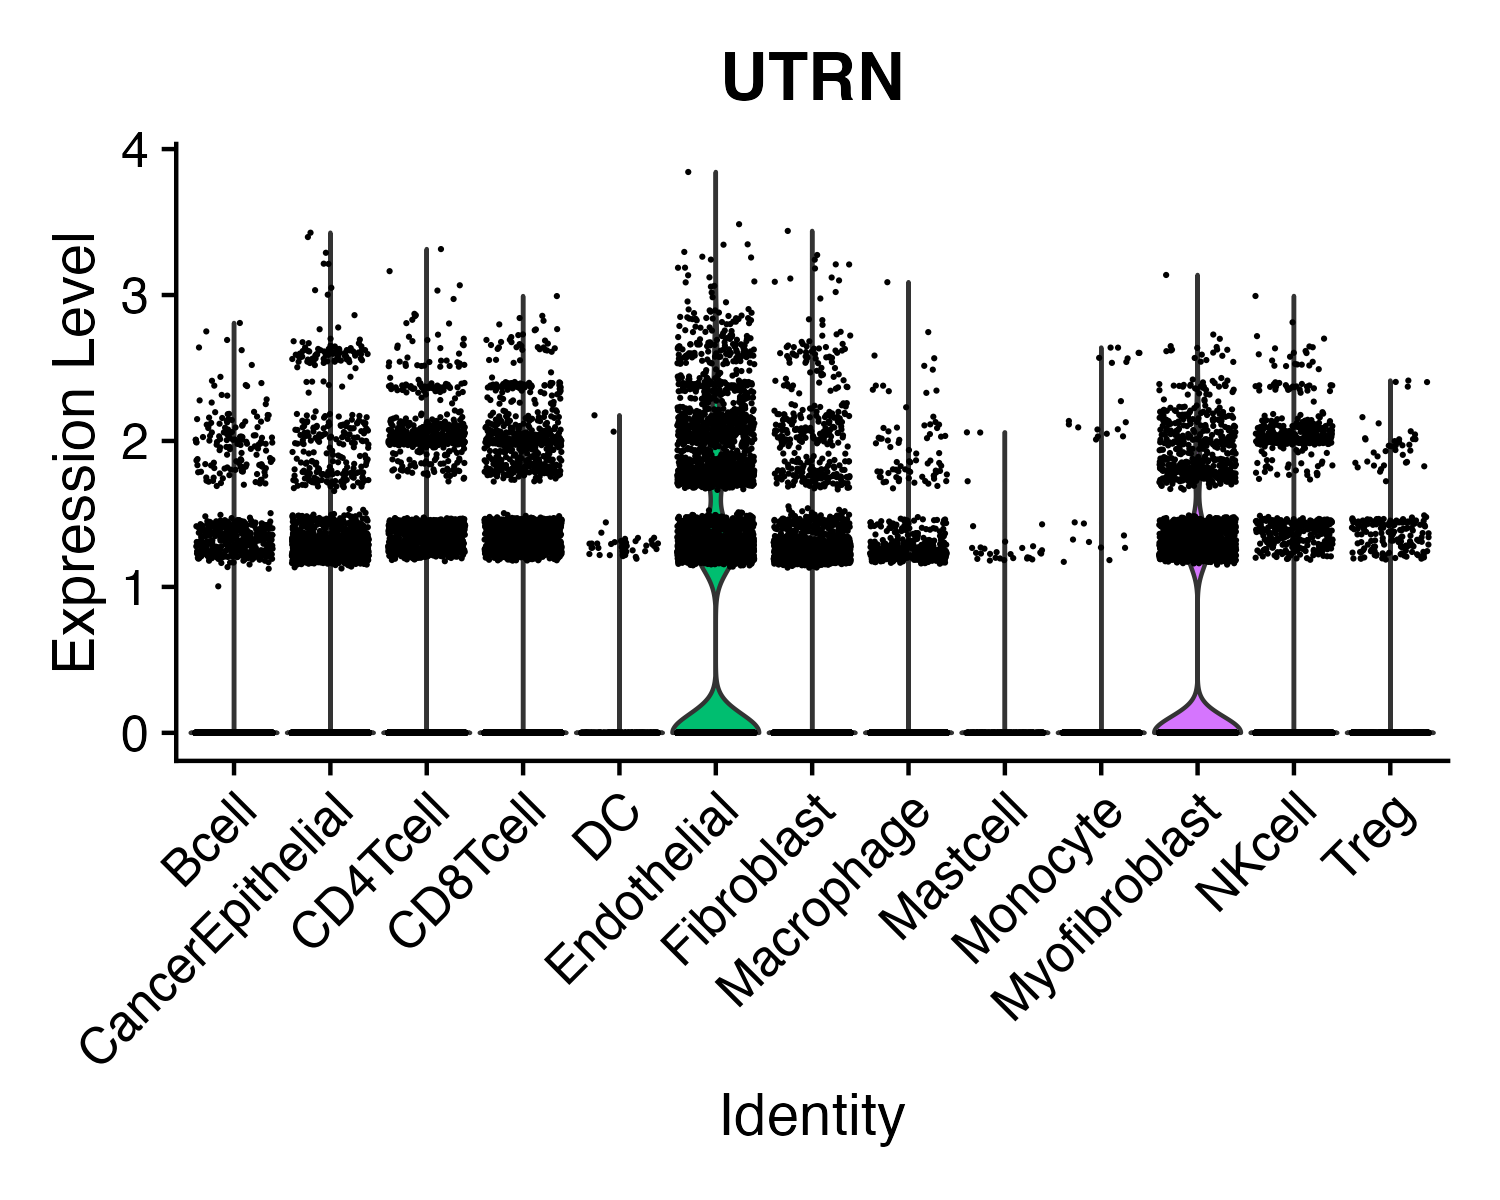 UTRN
Expression Level
4
3
2
1
0
Bcell
CancerEpithelial
CD4Tcell
CD8Tcell
DC
Endothelial
Fibroblast
Macrophage
Mastcell
Monocyte
Myofibroblast
NKcell
Treg
Identity